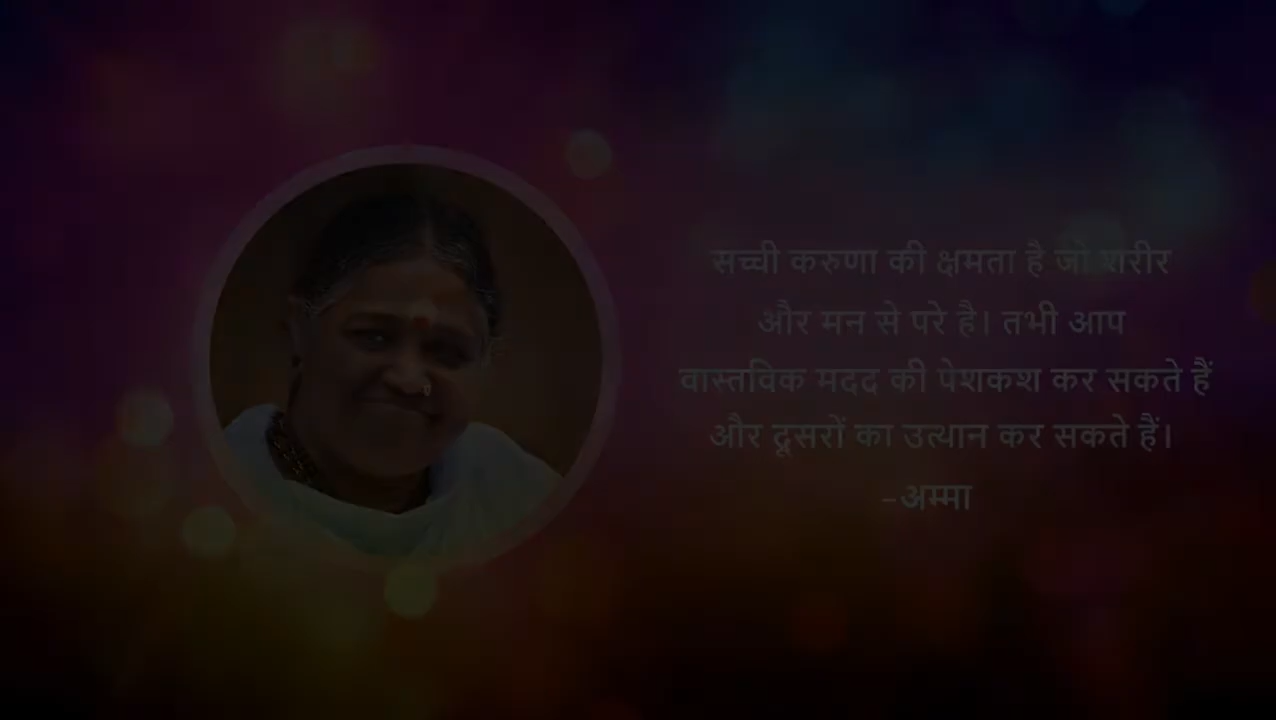 सच्ची करुणा की क्षमता है जो शरीर
और मन से परे है। तभी आप
वास्तविक मदद की पेशकश कर सकते हैं
और दूसरों का उत्थान कर सकते हैं।
-अम्मा